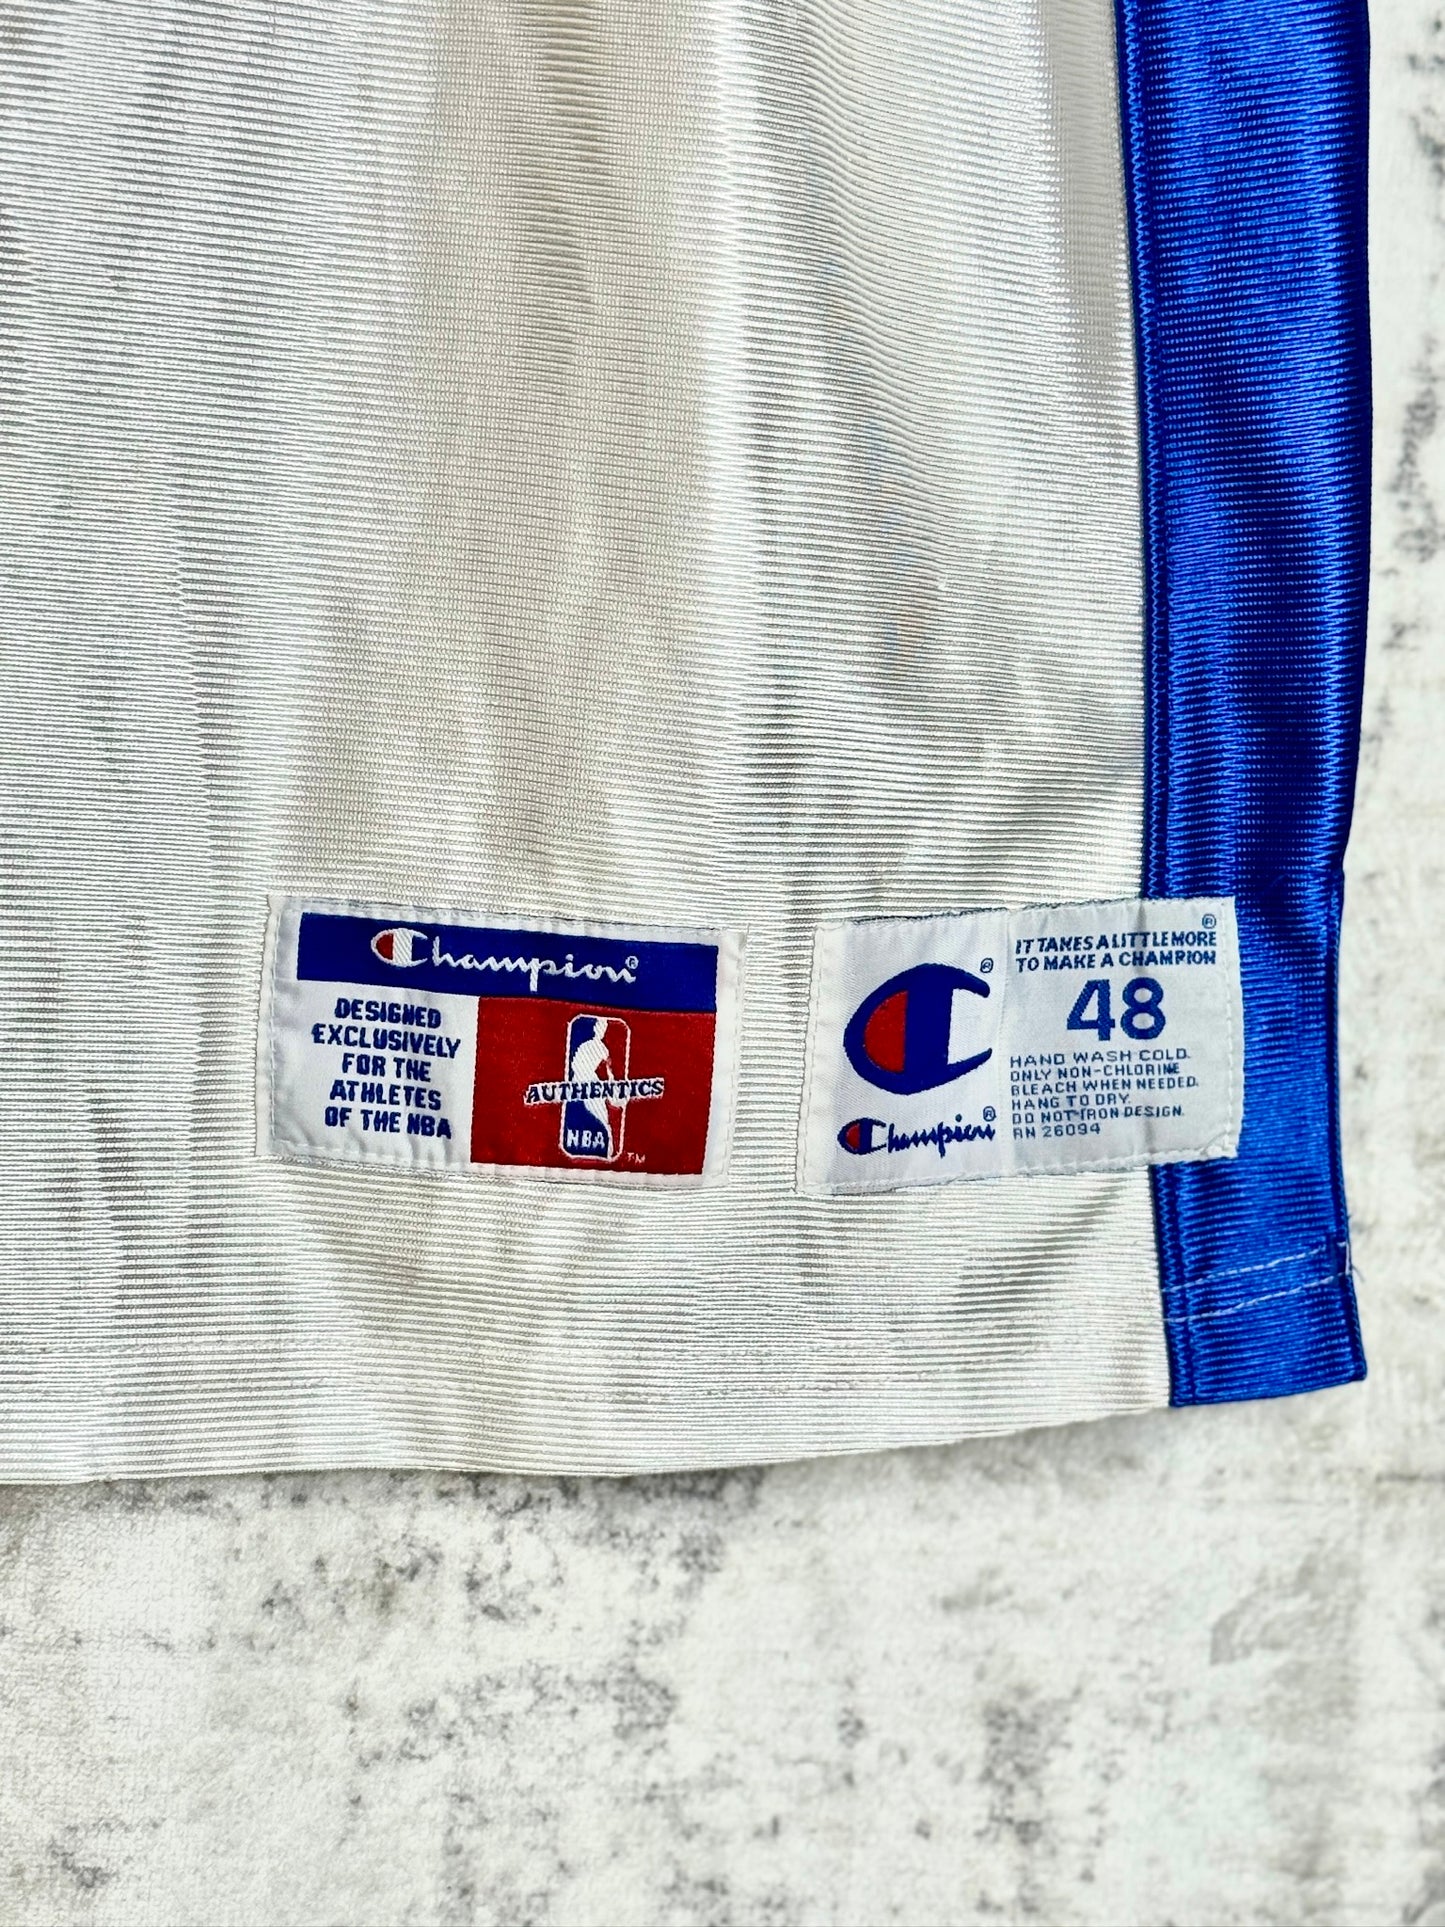 Champion®
DESIGNED
EXCLUSIVELY
FOR THE
ATHLETES
OF THE NBA
AUTHENTICS
NBA
TM
®
Champion®
®
IT TAKES A LITTLE MORE
TO MAKE A CHAMPION
48
HAND WASH COLD.
ONLY NON-CHLORINE
BLEACH WHEN NEEDED.
HANG TO DRY.
DO NOT IRON DESIGN.
RN 26094